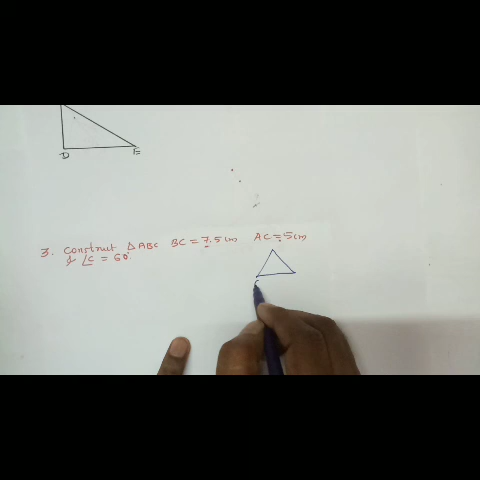 D E
3. Construct △ ABC BC = 7.5 cm AC = 5 cm
& ∠C = 60°